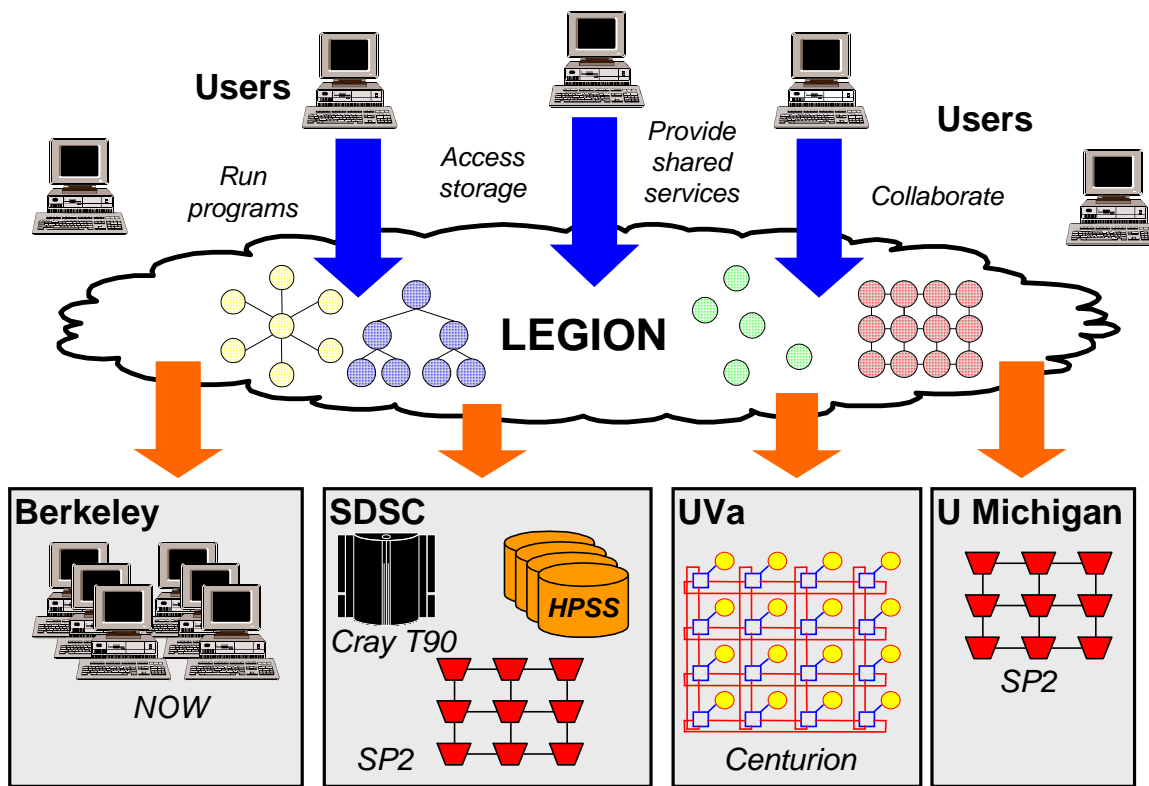 Users
Users
Run
programs
Access
storage
Provide
shared
services
Collaborate
LEGION
Berkeley
NOW
SDSC
Cray T90
HPSS
SP2
UVa
Centurion
U Michigan
SP2